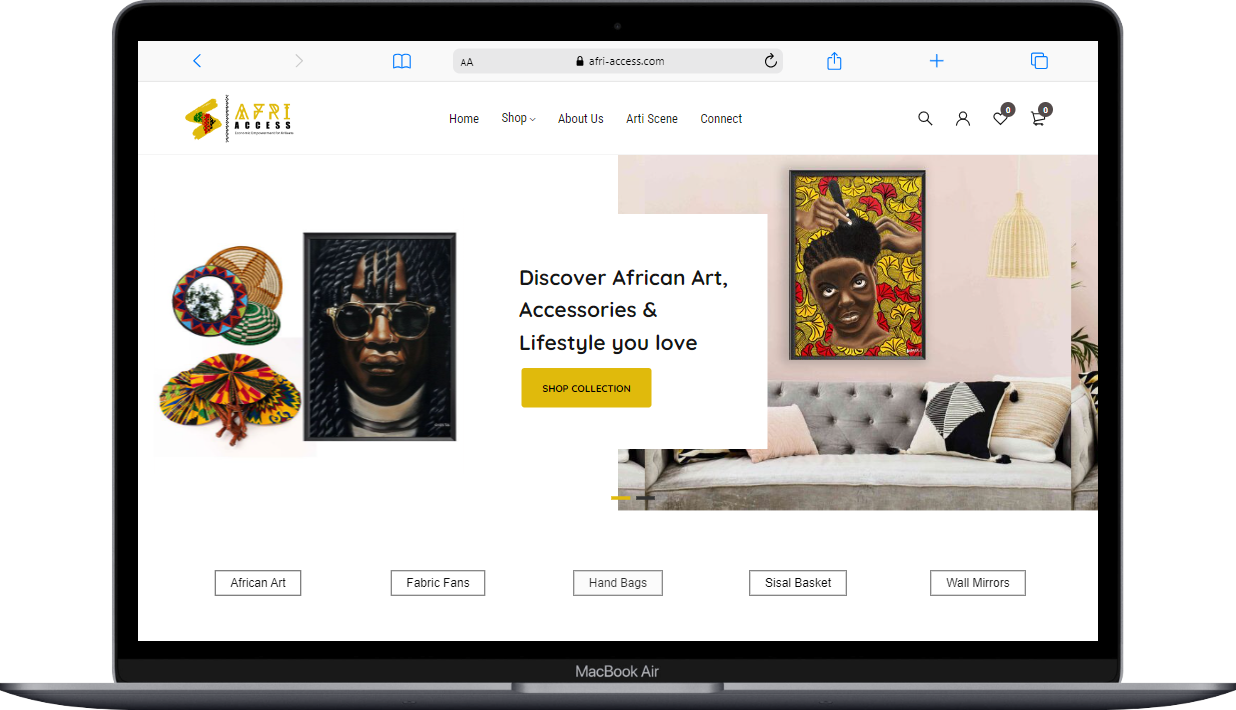 AA
afri-access.com
AFRI
ACCESS
Home
Shop
About Us
Arti Scene
Connect
0
0
Discover African Art,
Accessories &
Lifestyle you love
SHOP COLLECTION
African Art
Fabric Fans
Hand Bags
Sisal Basket
Wall Mirrors
MacBook Air